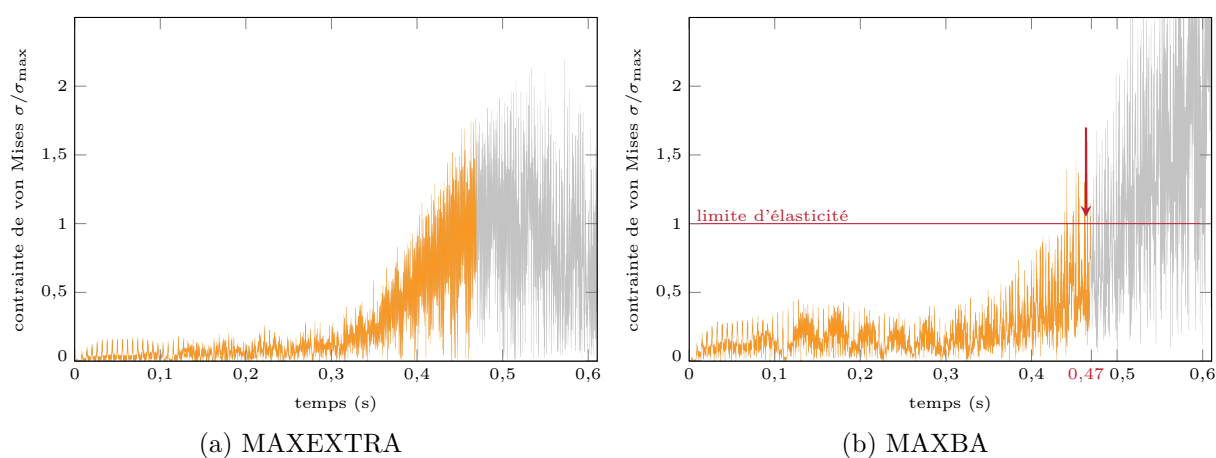 contrainte de von Mises σ/σmax
2
1,5
1
0,5
0
0 0,1 0,2 0,3 0,4 0,5 0,6
temps (s)
(a) MAXEXTRA
contrainte de von Mises σ/σmax
2
1,5
limite d'élasticité
1
0,5
0
0 0,1 0,2 0,3 0,4 0,47 0,5 0,6
temps (s)
(b) MAXBA